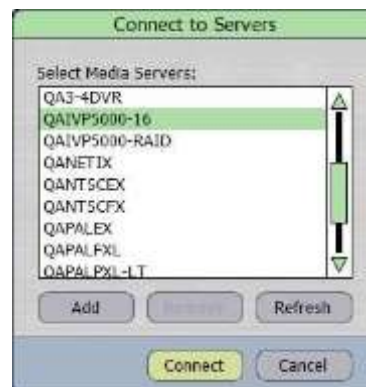 Connect to Servers
Select Media Servers:
QA3-4DVR
QAIVP5000-16
QAIVP5000-RAID
QANETIX
QANTSCEX
QANTSCFX
QAPALEX
QAPALFXL
QAPALPXL-LT
Add Refresh
Connect Cancel